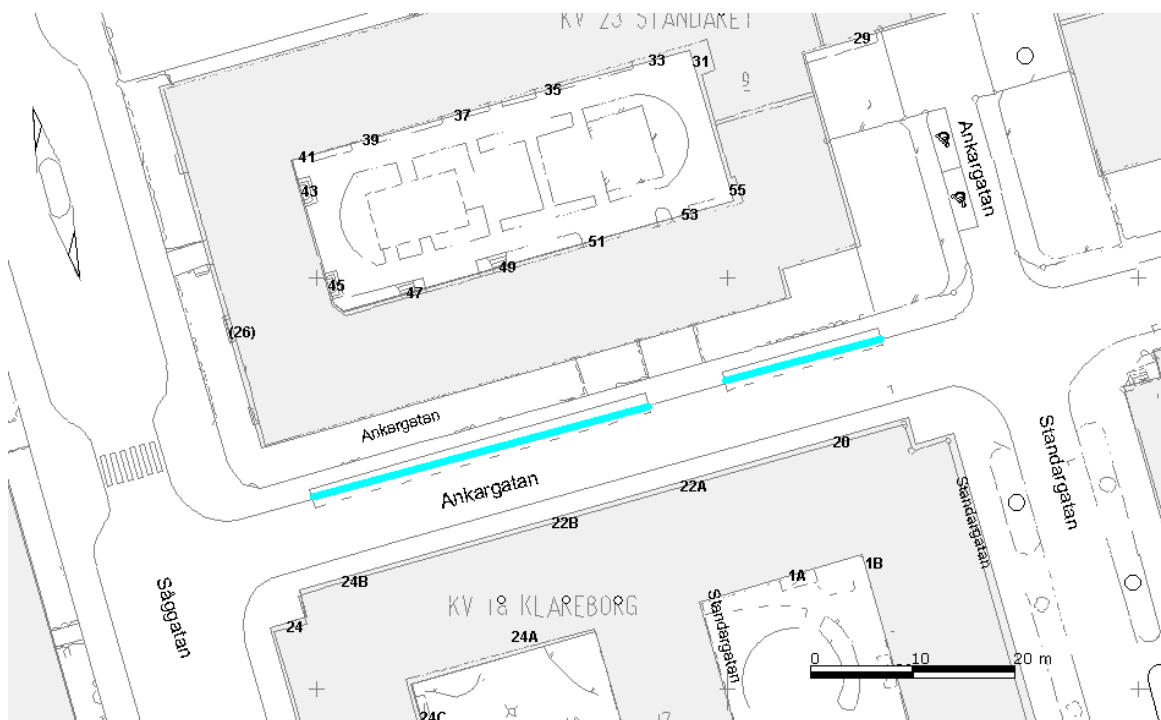 KV 23 STANDARET
29
33
31
9
35
37
39
41
43
Ankargatan
55
53
51
49
45
47
(26)
Ankargatan
20
Standargatan
22A
Ankargatan
22B
Standargatan
1B
1A
24B
Såggatan
Standargatan
KV 18 KLAREBORG
24
24A
0 10 20 m
24C
17